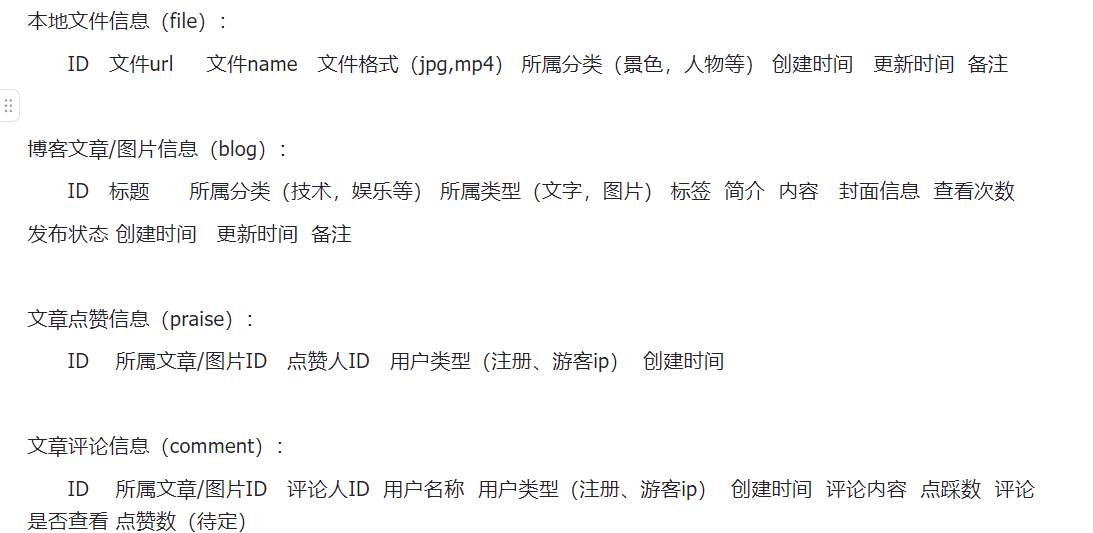 本地文件信息（file）：
ID 文件url 文件name 文件格式（jpg,mp4） 所属分类（景色，人物等） 创建时间 更新时间 备注
博客文章/图片信息（blog）：
ID 标题 所属分类（技术，娱乐等） 所属类型（文字，图片） 标签 简介 内容 封面信息 查看次数
发布状态 创建时间 更新时间 备注
文章点赞信息（praise）：
ID 所属文章/图片ID 点赞人ID 用户类型（注册、游客ip） 创建时间
文章评论信息（comment）：
ID 所属文章/图片ID 评论人ID 用户名称 用户类型（注册、游客ip） 创建时间 评论内容 点踩数 评论
是否查看 点赞数（待定）